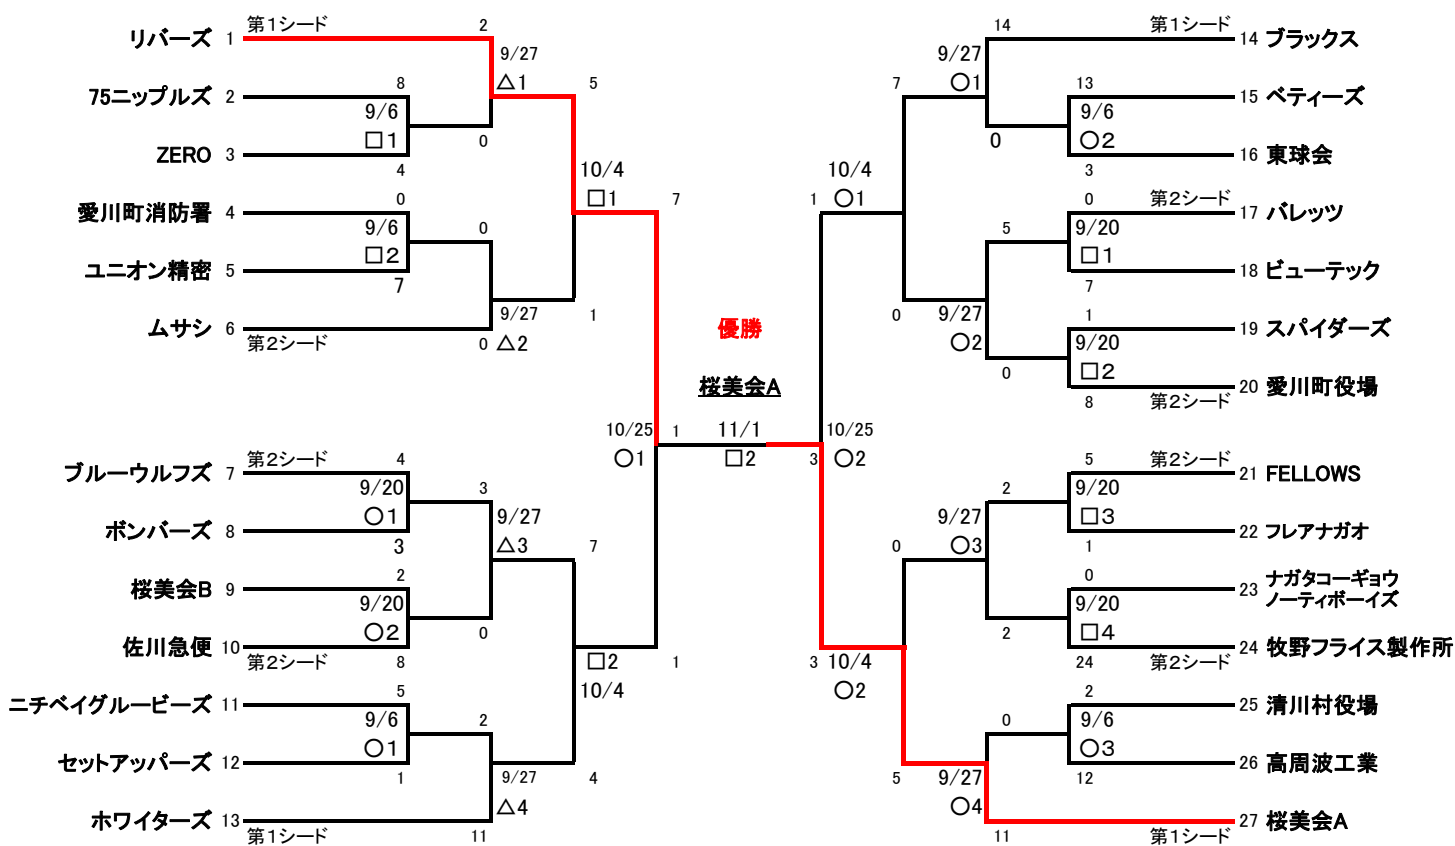 リバーズ 1 第1シード 2
9/27
△1
5
75ニップルズ 2 8
9/6
□1
0
ZERO 3 4
10/4
□1
7
愛川町消防署 4 0
9/6
□2
0
ユニオン精密 5 7
9/27
△2
1
ムサシ 6 第2シード 0
優勝
桜美会A
10/25
○1
1
11/1
□2
3
10/25
○2
ブルーウルフズ 7 第2シード 4
9/20
○1
3
ボンバーズ 8 3
9/27
△3
7
桜美会B 9 2
9/20
○2
0
佐川急便 10 第2シード 8
□2
10/4
1
ニチベイグルービーズ 11 5
9/6
○1
2
セットアッパーズ 12 1
9/27
△4
4
ホワイターズ 13 第1シード 11
14 第1シード 14 ブラックス
9/27
○1
7
13 15 ベティーズ
9/6
○2
0
3 16 東球会
10/4
○1
1
0 第2シード 17 バレッツ
9/20
□1
5
7 18 ビューテック
9/27
○2
0
1 19 スパイダーズ
9/20
□2
0
8 第2シード 20 愛川町役場
5 第2シード 21 FELLOWS
9/20
□3
2
1 22 フレアナガオ
9/27
○3
0
0 23 ナガタコーギョウ
ノーティボーイズ
9/20
□4
2
24 第2シード 24 牧野フライス製作所
3
10/4
○2
2 25 清川村役場
9/6
○3
0
12 26 高周波工業
5
9/27
○4
11 第1シード 27 桜美会A